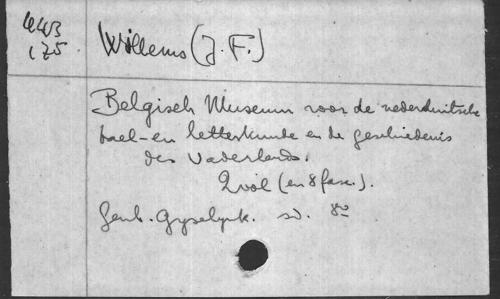 443
175
Willems (J. F.)
Belgisch Museum voor de nederduitsche
tael-en letterkunde en de geschiedenis
des Vaderlands.
2 vol (en 8 fasc.).
Gent. Gyselynk. sd. 8º